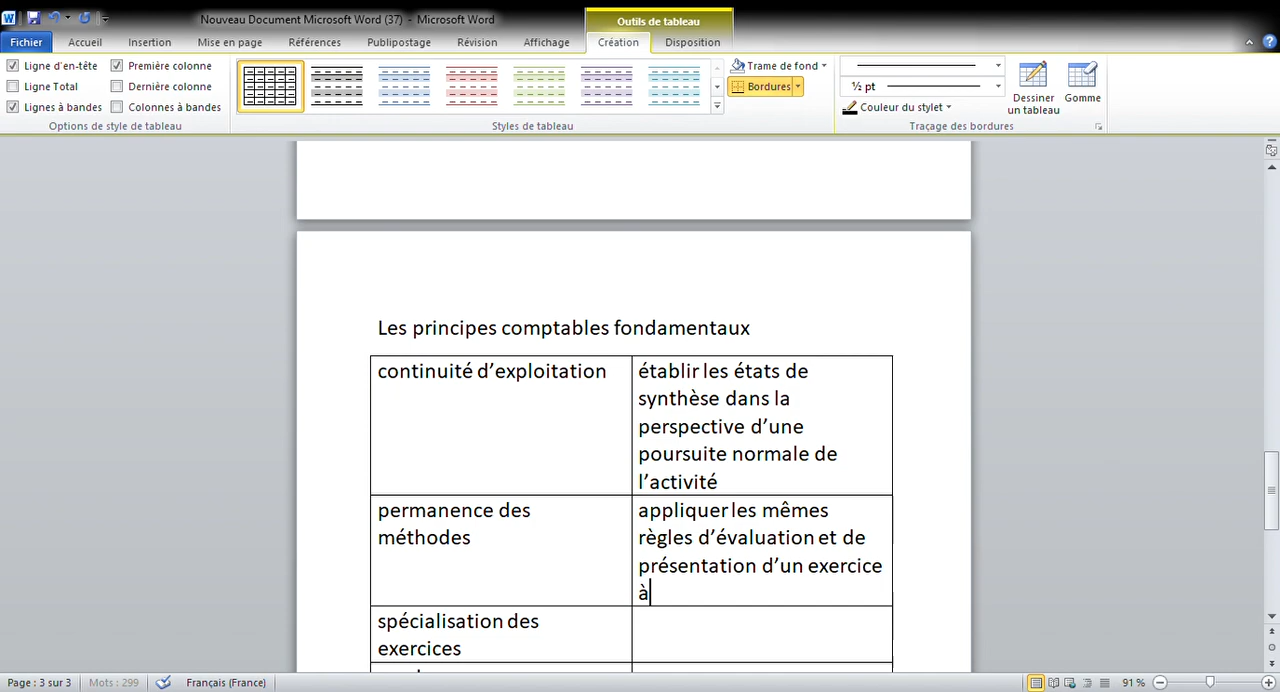 Nouveau Document Microsoft Word (37) - Microsoft Word
Outils de tableau
Fichier Accueil Insertion Mise en page Références Publipostage Révision Affichage Création Disposition
Ligne d'en-tête Première colonne
Ligne Total Dernière colonne
Lignes à bandes Colonnes à bandes
Options de style de tableau
Styles de tableau
Trame de fond
Bordures
½ pt
Couleur du stylet
Dessiner
un tableau
Gomme
Traçage des bordures
Les principes comptables fondamentaux
continuité d’exploitation
établir les états de
synthèse dans la
perspective d’une
poursuite normale de
l’activité
permanence des
méthodes
appliquer les mêmes
règles d’évaluation et de
présentation d’un exercice
à
spécialisation des
exercices
Page : 3 sur 3 Mots : 299 Français (France) 91 %